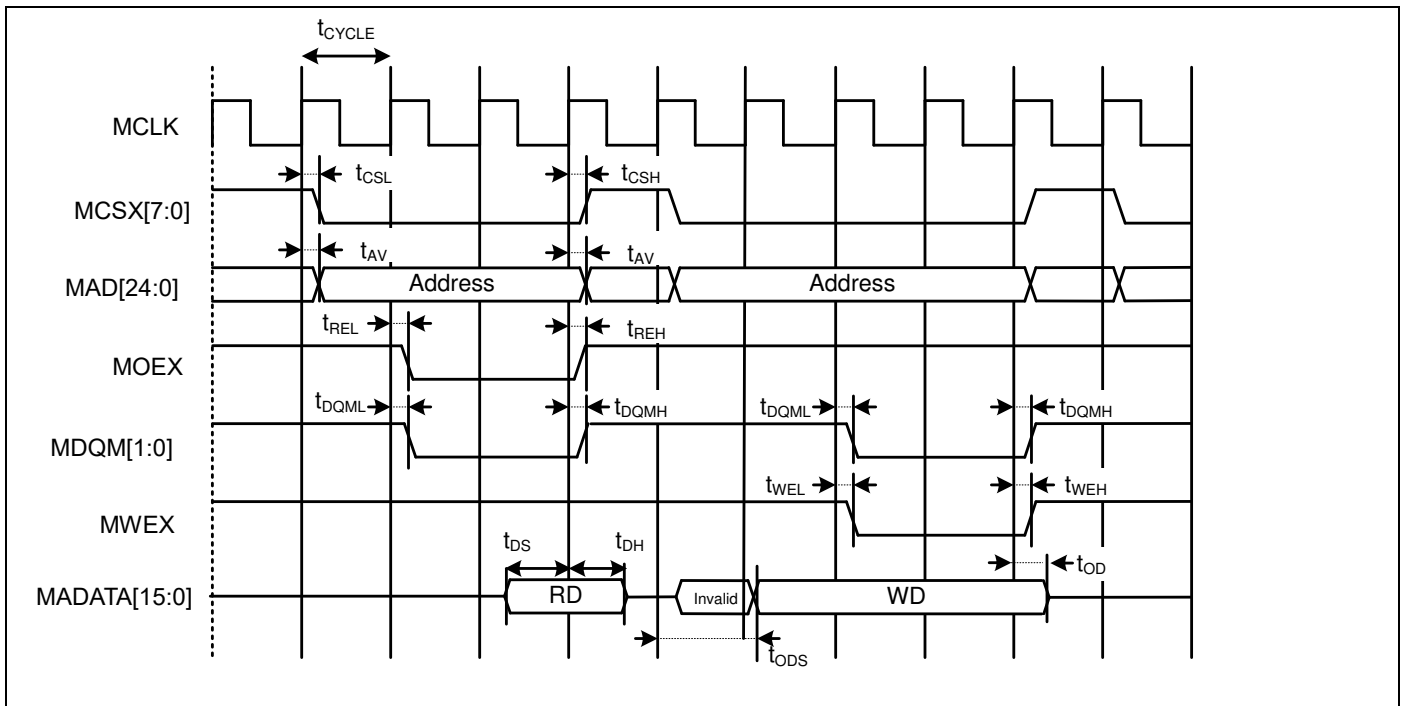 tCYCLE
MCLK
tCSL tCSH
MCSX[7:0]
tAV tAV
MAD[24:0] Address Address
tREL tREH
MOEX
tDQML tDQMH tDQML tDQMH
MDQM[1:0]
tWEL tWEH
MWEX
tDS tDH
tOD
MADATA[15:0] RD Invalid WD
tODS